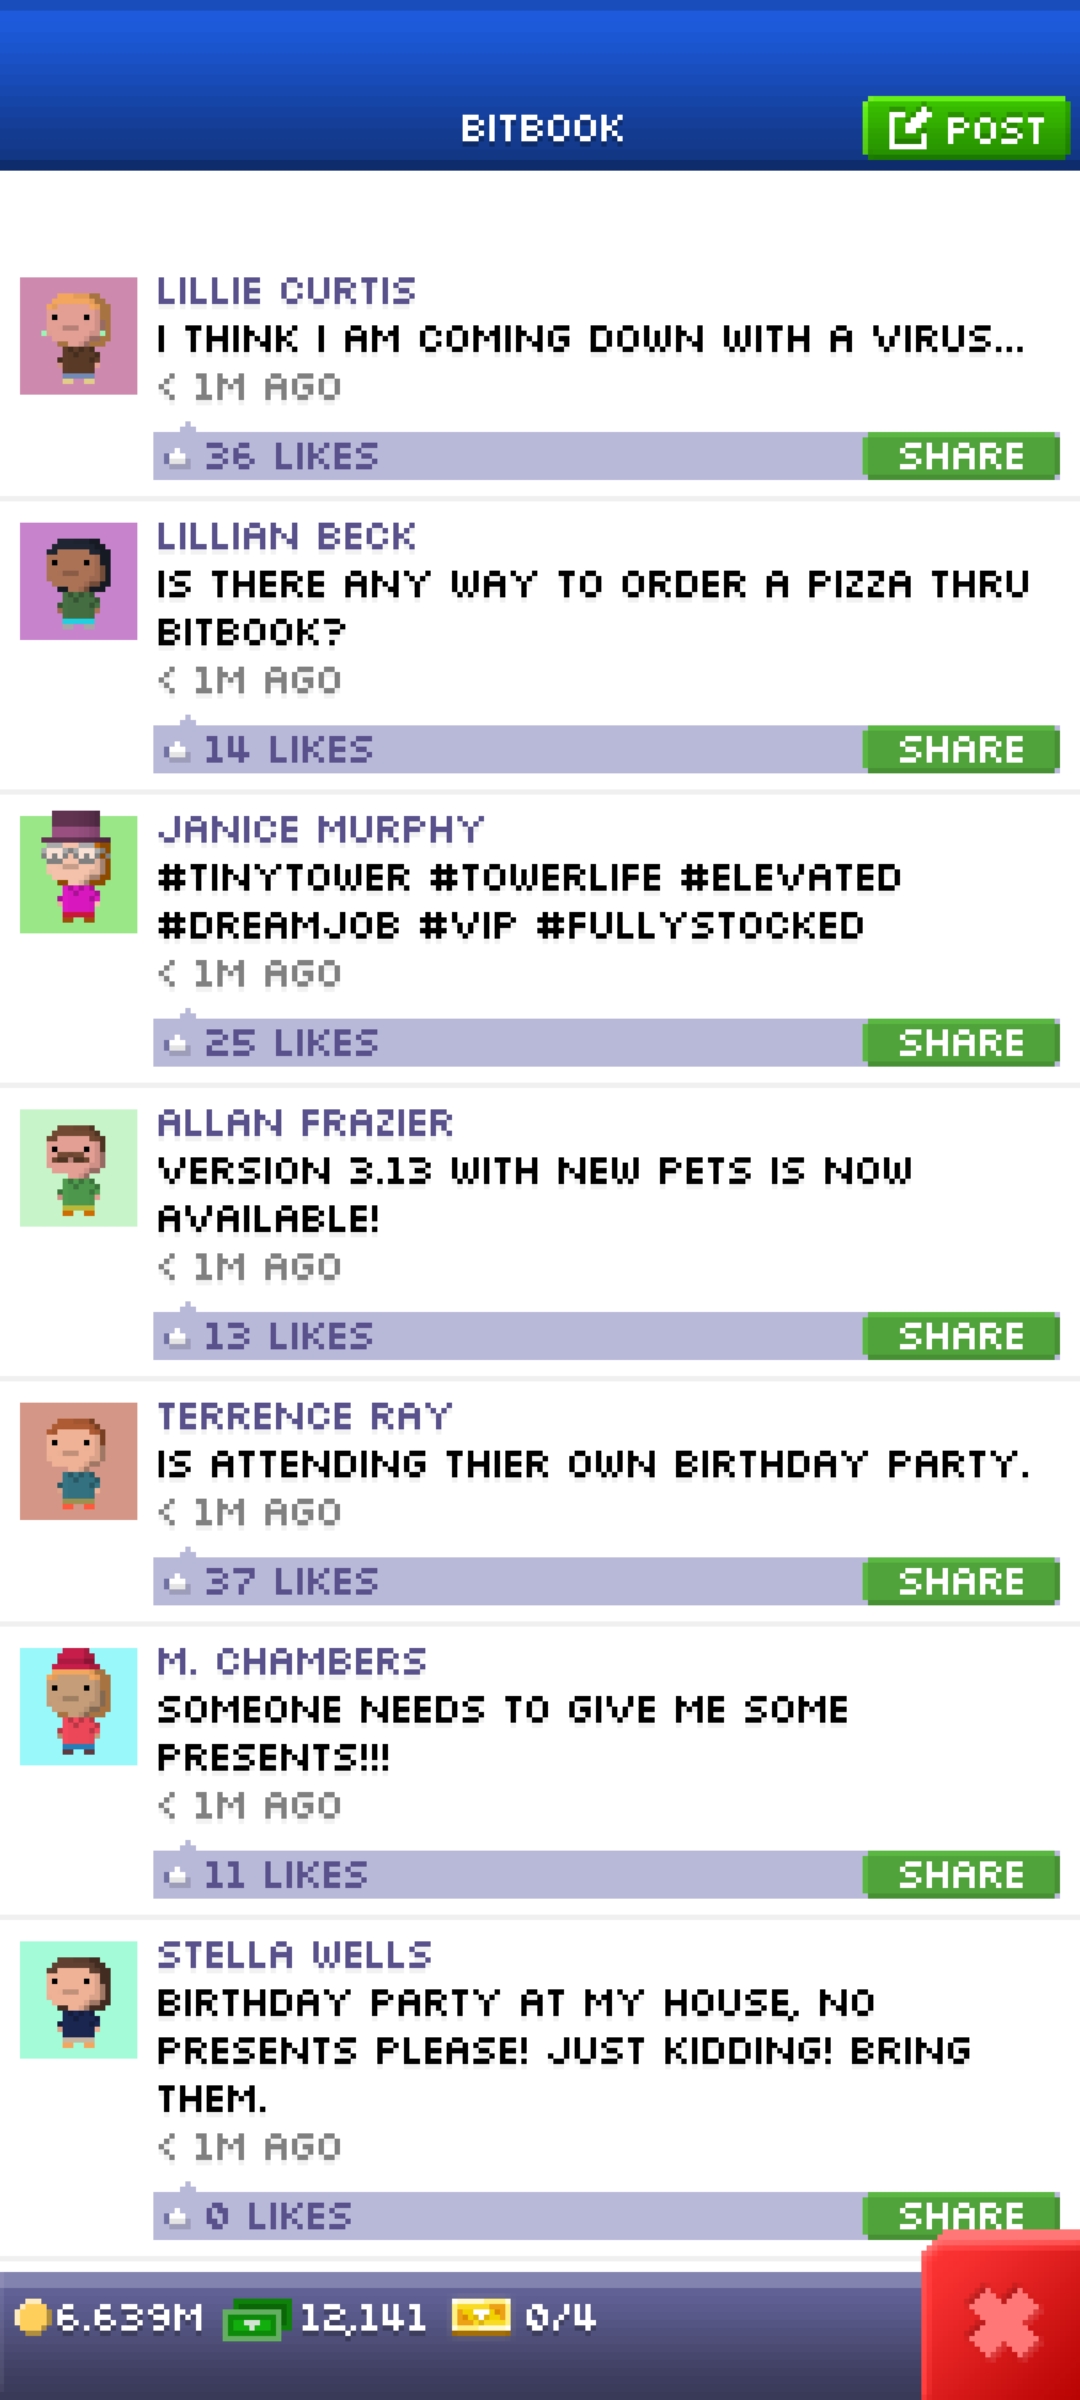 BITBOOK
POST
LILLIE CURTIS
I THINK I AM COMING DOWN WITH A VIRUS...
< 1M AGO
36 LIKES
SHARE
LILLIAN BECK
IS THERE ANY WAY TO ORDER A PIZZA THRU
BITBOOK?
< 1M AGO
14 LIKES
SHARE
JANICE MURPHY
#TINYTOWER #TOWERLIFE #ELEVATED
#DREAMJOB #VIP #FULLYSTOCKED
< 1M AGO
25 LIKES
SHARE
ALLAN FRAZIER
VERSION 3.13 WITH NEW PETS IS NOW
AVAILABLE!
< 1M AGO
13 LIKES
SHARE
TERRENCE RAY
IS ATTENDING THIER OWN BIRTHDAY PARTY.
< 1M AGO
37 LIKES
SHARE
M. CHAMBERS
SOMEONE NEEDS TO GIVE ME SOME
PRESENTS!!!
< 1M AGO
11 LIKES
SHARE
STELLA WELLS
BIRTHDAY PARTY AT MY HOUSE, NO
PRESENTS PLEASE! JUST KIDDING! BRING
THEM.
< 1M AGO
0 LIKES
SHARE
6.639M 12,141 0/4